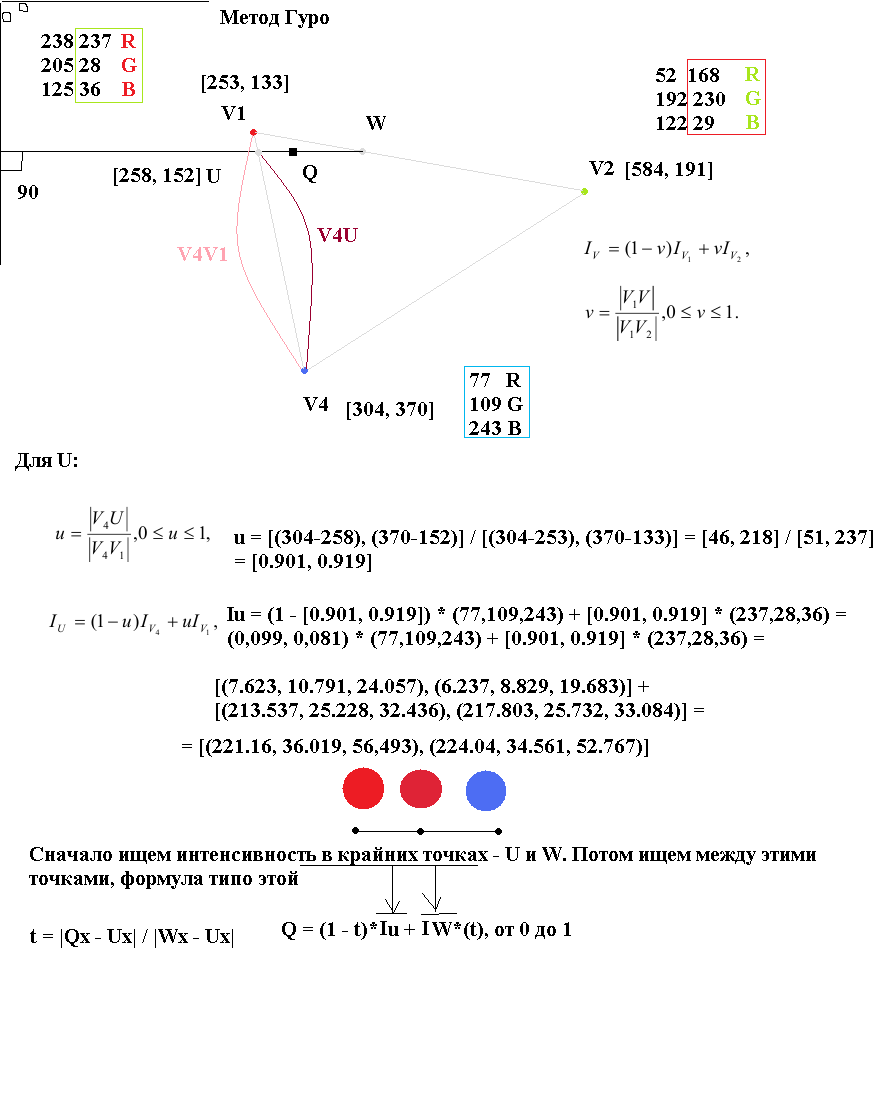 Метод Гуро
238 237 R
205 28 G
125 36 B
[253, 133]
V1
W
52 168 R
192 230 G
122 29 B
V2 [584, 191]
[258, 152] U
Q
90
V4V1
V4U
I_V = (1−v)I_{V_1} + vI_{V_2},
v = |V_1V| / |V_1V_2|, 0 ≤ v ≤ 1.
77 R
109 G
243 B
V4 [304, 370]
Для U:
u = |V_4U| / |V_4V_1|, 0 ≤ u ≤ 1,
u = [(304-258), (370-152)] / [(304-253), (370-133)] = [46, 218] / [51, 237]
= [0.901, 0.919]
I_U = (1−u)I_{V_4} + uI_{V_1},
Iu = (1 - [0.901, 0.919]) * (77,109,243) + [0.901, 0.919] * (237,28,36) =
(0,099, 0,081) * (77,109,243) + [0.901, 0.919] * (237,28,36) =
[(7.623, 10.791, 24.057), (6.237, 8.829, 19.683)] +
[(213.537, 25.228, 32.436), (217.803, 25.732, 33.084)] =
= [(221.16, 36.019, 56,493), (224.04, 34.561, 52.767)]
Сначало ищем интенсивность в крайних точках - U и W. Потом ищем между этими
точками, формула типо этой
t = |Qx - Ux| / |Wx - Ux|
Q = (1 - t)*Iu + IW*(t), от 0 до 1